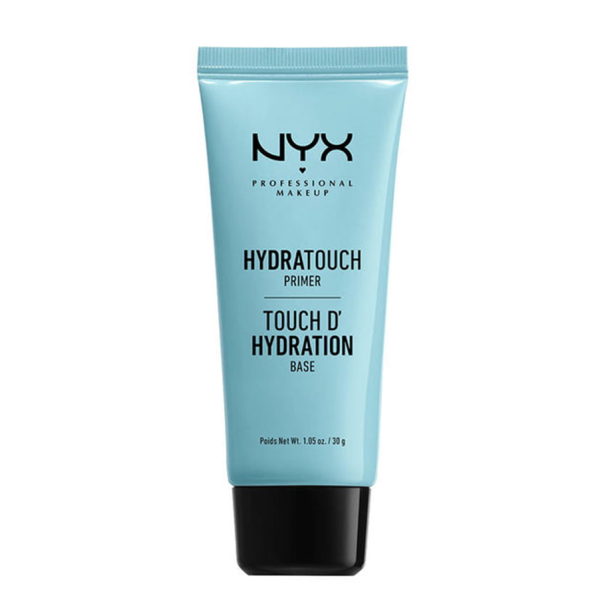 NYX
PROFESSIONAL
MAKEUP
HYDRATOUCH
PRIMER
TOUCH D'
HYDRATION
BASE
Poids Net Wt. 1.05 oz. / 30 g